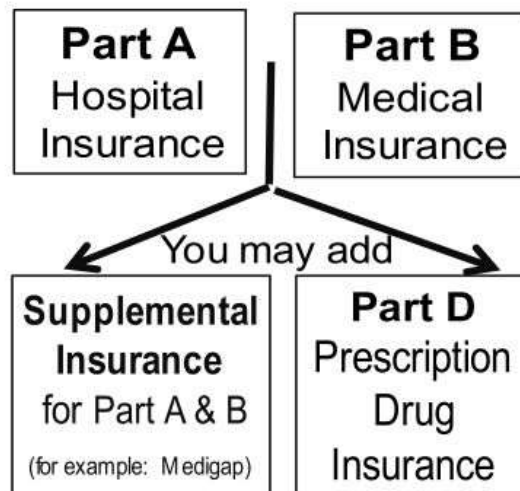 Part A
Hospital
Insurance
Part B
Medical
Insurance
You may add
Supplemental
Insurance
for Part A & B
(for example: Medigap)
Part D
Prescription
Drug
Insurance